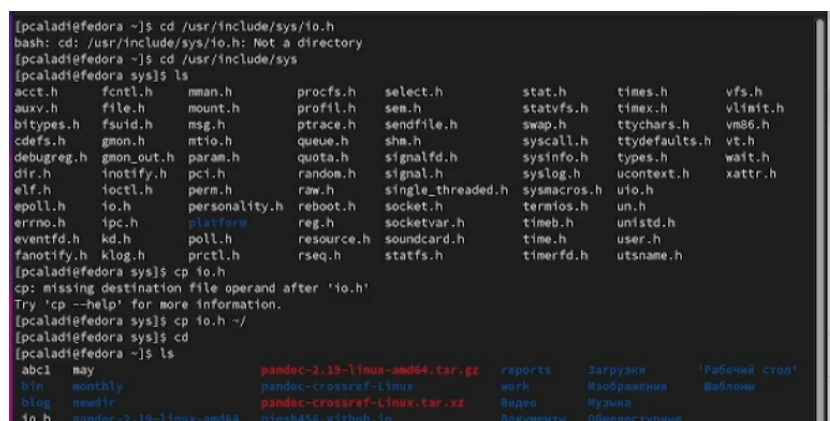 [pcaladi@fedora ~]$ cd /usr/include/sys/io.h
bash: cd: /usr/include/sys/io.h: Not a directory
[pcaladi@fedora ~]$ cd /usr/include/sys
[pcaladi@fedora sys]$ ls
acct.h fcntl.h mman.h procfs.h select.h stat.h times.h vfs.h
auxv.h file.h mount.h profil.h sem.h statvfs.h timex.h vlimit.h
bitypes.h fsuid.h msg.h ptrace.h sendfile.h swap.h ttychars.h vm86.h
cdefs.h gmon.h mtio.h queue.h shm.h syscall.h ttydefaults.h vt.h
debugreg.h gmon_out.h param.h quota.h signalfd.h sysinfo.h types.h wait.h
dir.h inotify.h pci.h random.h signal.h syslog.h ucontext.h xattr.h
elf.h ioctl.h perm.h raw.h single_threaded.h sysmacros.h uio.h
epoll.h io.h personality.h reboot.h socket.h termios.h un.h
errno.h ipc.h platform reg.h socketvar.h timeb.h unistd.h
eventfd.h kd.h poll.h resource.h soundcard.h time.h user.h
fanotify.h klog.h prctl.h rseq.h statfs.h timerfd.h utsname.h
[pcaladi@fedora sys]$ cp io.h
cp: missing destination file operand after 'io.h'
Try 'cp --help' for more information.
[pcaladi@fedora sys]$ cp io.h ~/
[pcaladi@fedora sys]$ cd
[pcaladi@fedora ~]$ ls
abc1 may pandoc-2.19-linux-amd64.tar.gz reports Загрузки 'Рабочий стол'
bin monthly pandoc-crossref-Linux work Изображения Шаблоны
blog newdir pandoc-crossref-Linux.tar.xz Видео Музыка
io.h pandoc-2.19-linux-amd64 Документы Общедоступные